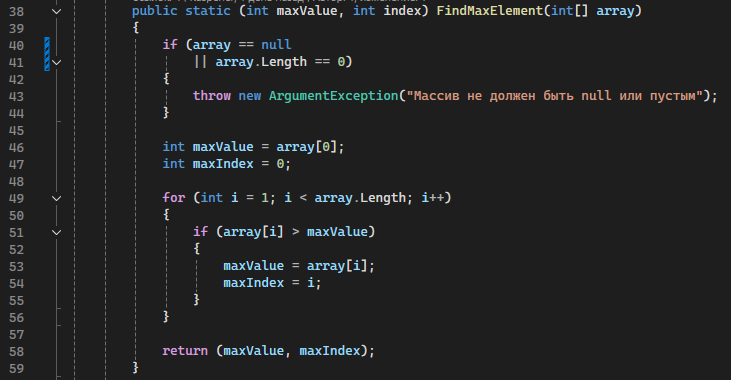 38 public static (int maxValue, int index) FindMaxElement(int[] array)
39 {
40 if (array == null
41 || array.Length == 0)
42 {
43 throw new ArgumentException("Массив не должен быть null или пустым");
44 }
45
46 int maxValue = array[0];
47 int maxIndex = 0;
48
49 for (int i = 1; i < array.Length; i++)
50 {
51 if (array[i] > maxValue)
52 {
53 maxValue = array[i];
54 maxIndex = i;
55 }
56 }
57
58 return (maxValue, maxIndex);
59 }